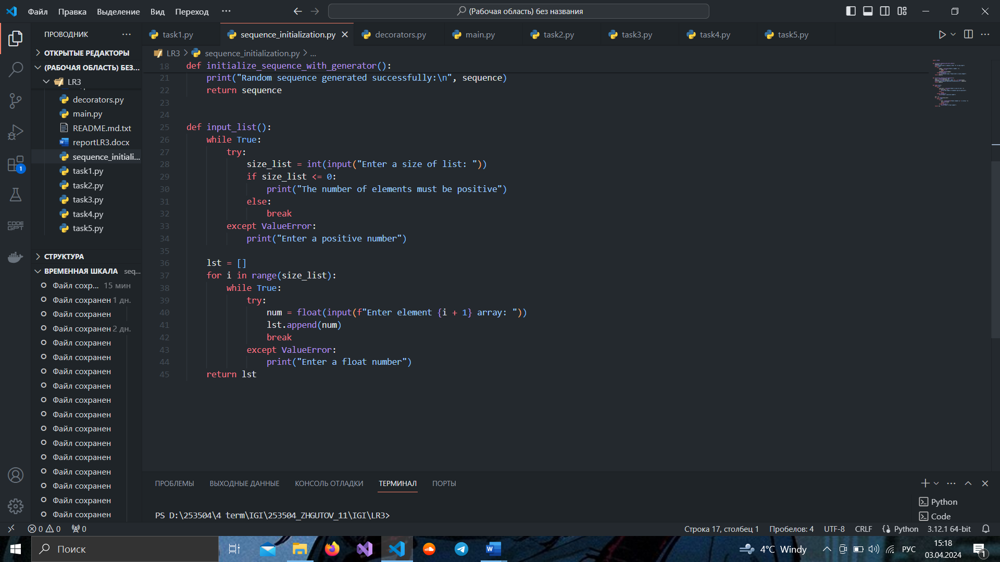 Файл Правка Выделение Вид Переход ··· (Рабочая область) без названия
ПРОВОДНИК ···
task1.py sequence_initialization.py decorators.py main.py task2.py task3.py task4.py task5.py
ОТКРЫТЫЕ РЕДАКТОРЫ
(РАБОЧАЯ ОБЛАСТЬ) БЕЗ...
LR3
decorators.py
main.py
README.md.txt
reportLR3.docx
sequence_initiali...
task1.py
task2.py
task3.py
task4.py
task5.py
1
CODE
GPT
СТРУКТУРА
ВРЕМЕННАЯ ШКАЛА seq...
Файл сохр... 15 мин
Файл сохранен 1 дн.
Файл сохранен
Файл сохранен 2 дн.
Файл сохранен
Файл сохранен
Файл сохранен
Файл сохранен
Файл сохранен
Файл сохранен
Файл сохранен
Файл сохранен
Файл сохранен
Файл сохранен
Файл сохранен
Файл сохранен
Файл сохранен
LR3 > sequence_initialization.py > ...
18 def initialize_sequence_with_generator():
21 print("Random sequence generated successfully:\n", sequence)
22 return sequence
23
24
25 def input_list():
26 while True:
27 try:
28 size_list = int(input("Enter a size of list: "))
29 if size_list <= 0:
30 print("The number of elements must be positive")
31 else:
32 break
33 except ValueError:
34 print("Enter a positive number")
35
36 lst = []
37 for i in range(size_list):
38 while True:
39 try:
40 num = float(input(f"Enter element {i + 1} array: "))
41 lst.append(num)
42 break
43 except ValueError:
44 print("Enter a float number")
45 return lst
ПРОБЛЕМЫ ВЫХОДНЫЕ ДАННЫЕ КОНСОЛЬ ОТЛАДКИ ТЕРМИНАЛ ПОРТЫ
PS D:\253504\4 term\IGI\253504_ZHGUTOV_11\IGI\LR3>
Python
Code
0 0 0 Строка 17, столбец 1 Пробелов: 4 UTF-8 CRLF Python 3.12.1 64-bit
Поиск 4°C Windy РУС 15:18
03.04.2024
1